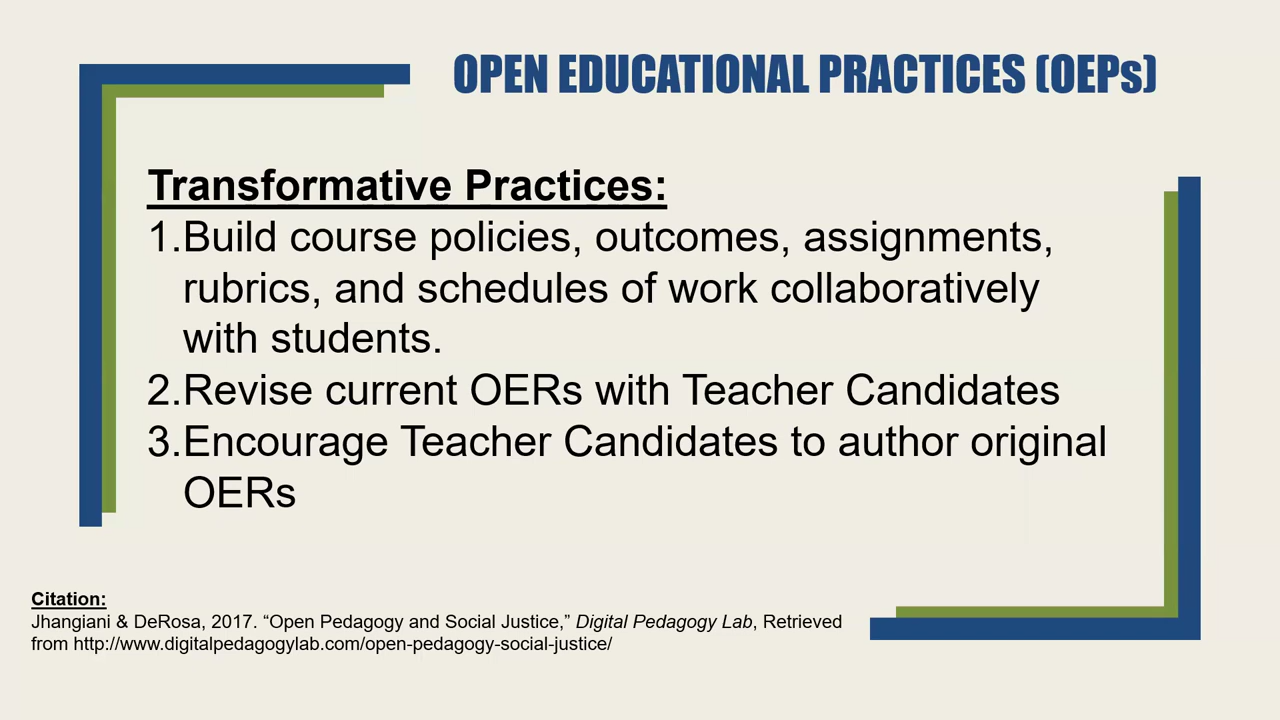 OPEN EDUCATIONAL PRACTICES (OEPs)
Transformative Practices:
1.Build course policies, outcomes, assignments,
rubrics, and schedules of work collaboratively
with students.
2.Revise current OERs with Teacher Candidates
3.Encourage Teacher Candidates to author original
OERs
Citation:
Jhangiani & DeRosa, 2017. “Open Pedagogy and Social Justice,” Digital Pedagogy Lab, Retrieved
from http://www.digitalpedagogylab.com/open-pedagogy-social-justice/